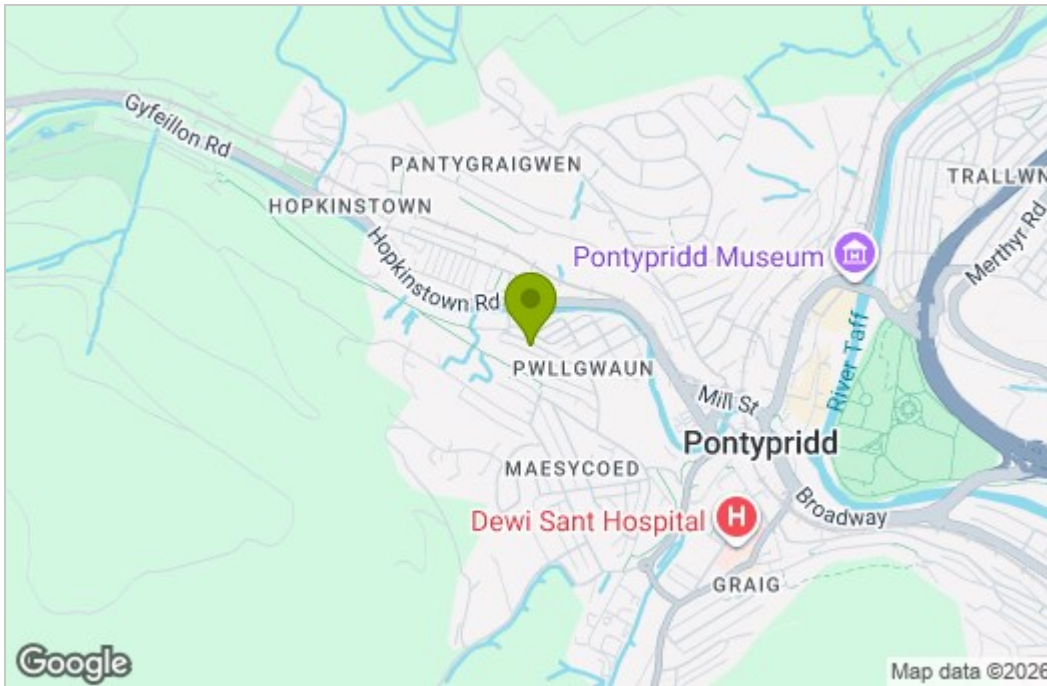 Gyfeillon Rd
PANTYGRAIGWEN
TRALLWN
HOPKINSTOWN
Merthyr Rd
Hopkinstown Rd
Pontypridd Museum
River Taff
PWLLGWAUN
Mill St
Pontypridd
MAESYCOED
Dewi Sant Hospital
H
Broadway
GRAIG
Google
Map data ©2026